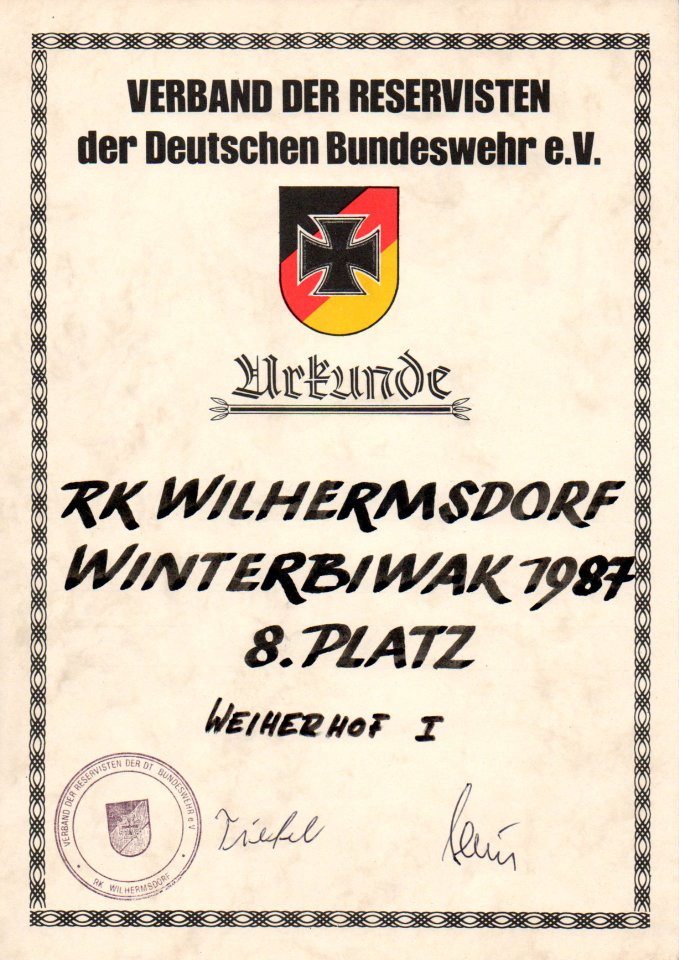 VERBAND DER RESERVISTEN
der Deutschen Bundeswehr e.V.
Urkunde
RK WILHERMSDORF
WINTERBIWAK 1987
8. PLATZ
WEIHERHOF I
VERBAND DER RESERVISTEN DER DT BUNDESWEHR e V
RK WILHERMSDORF